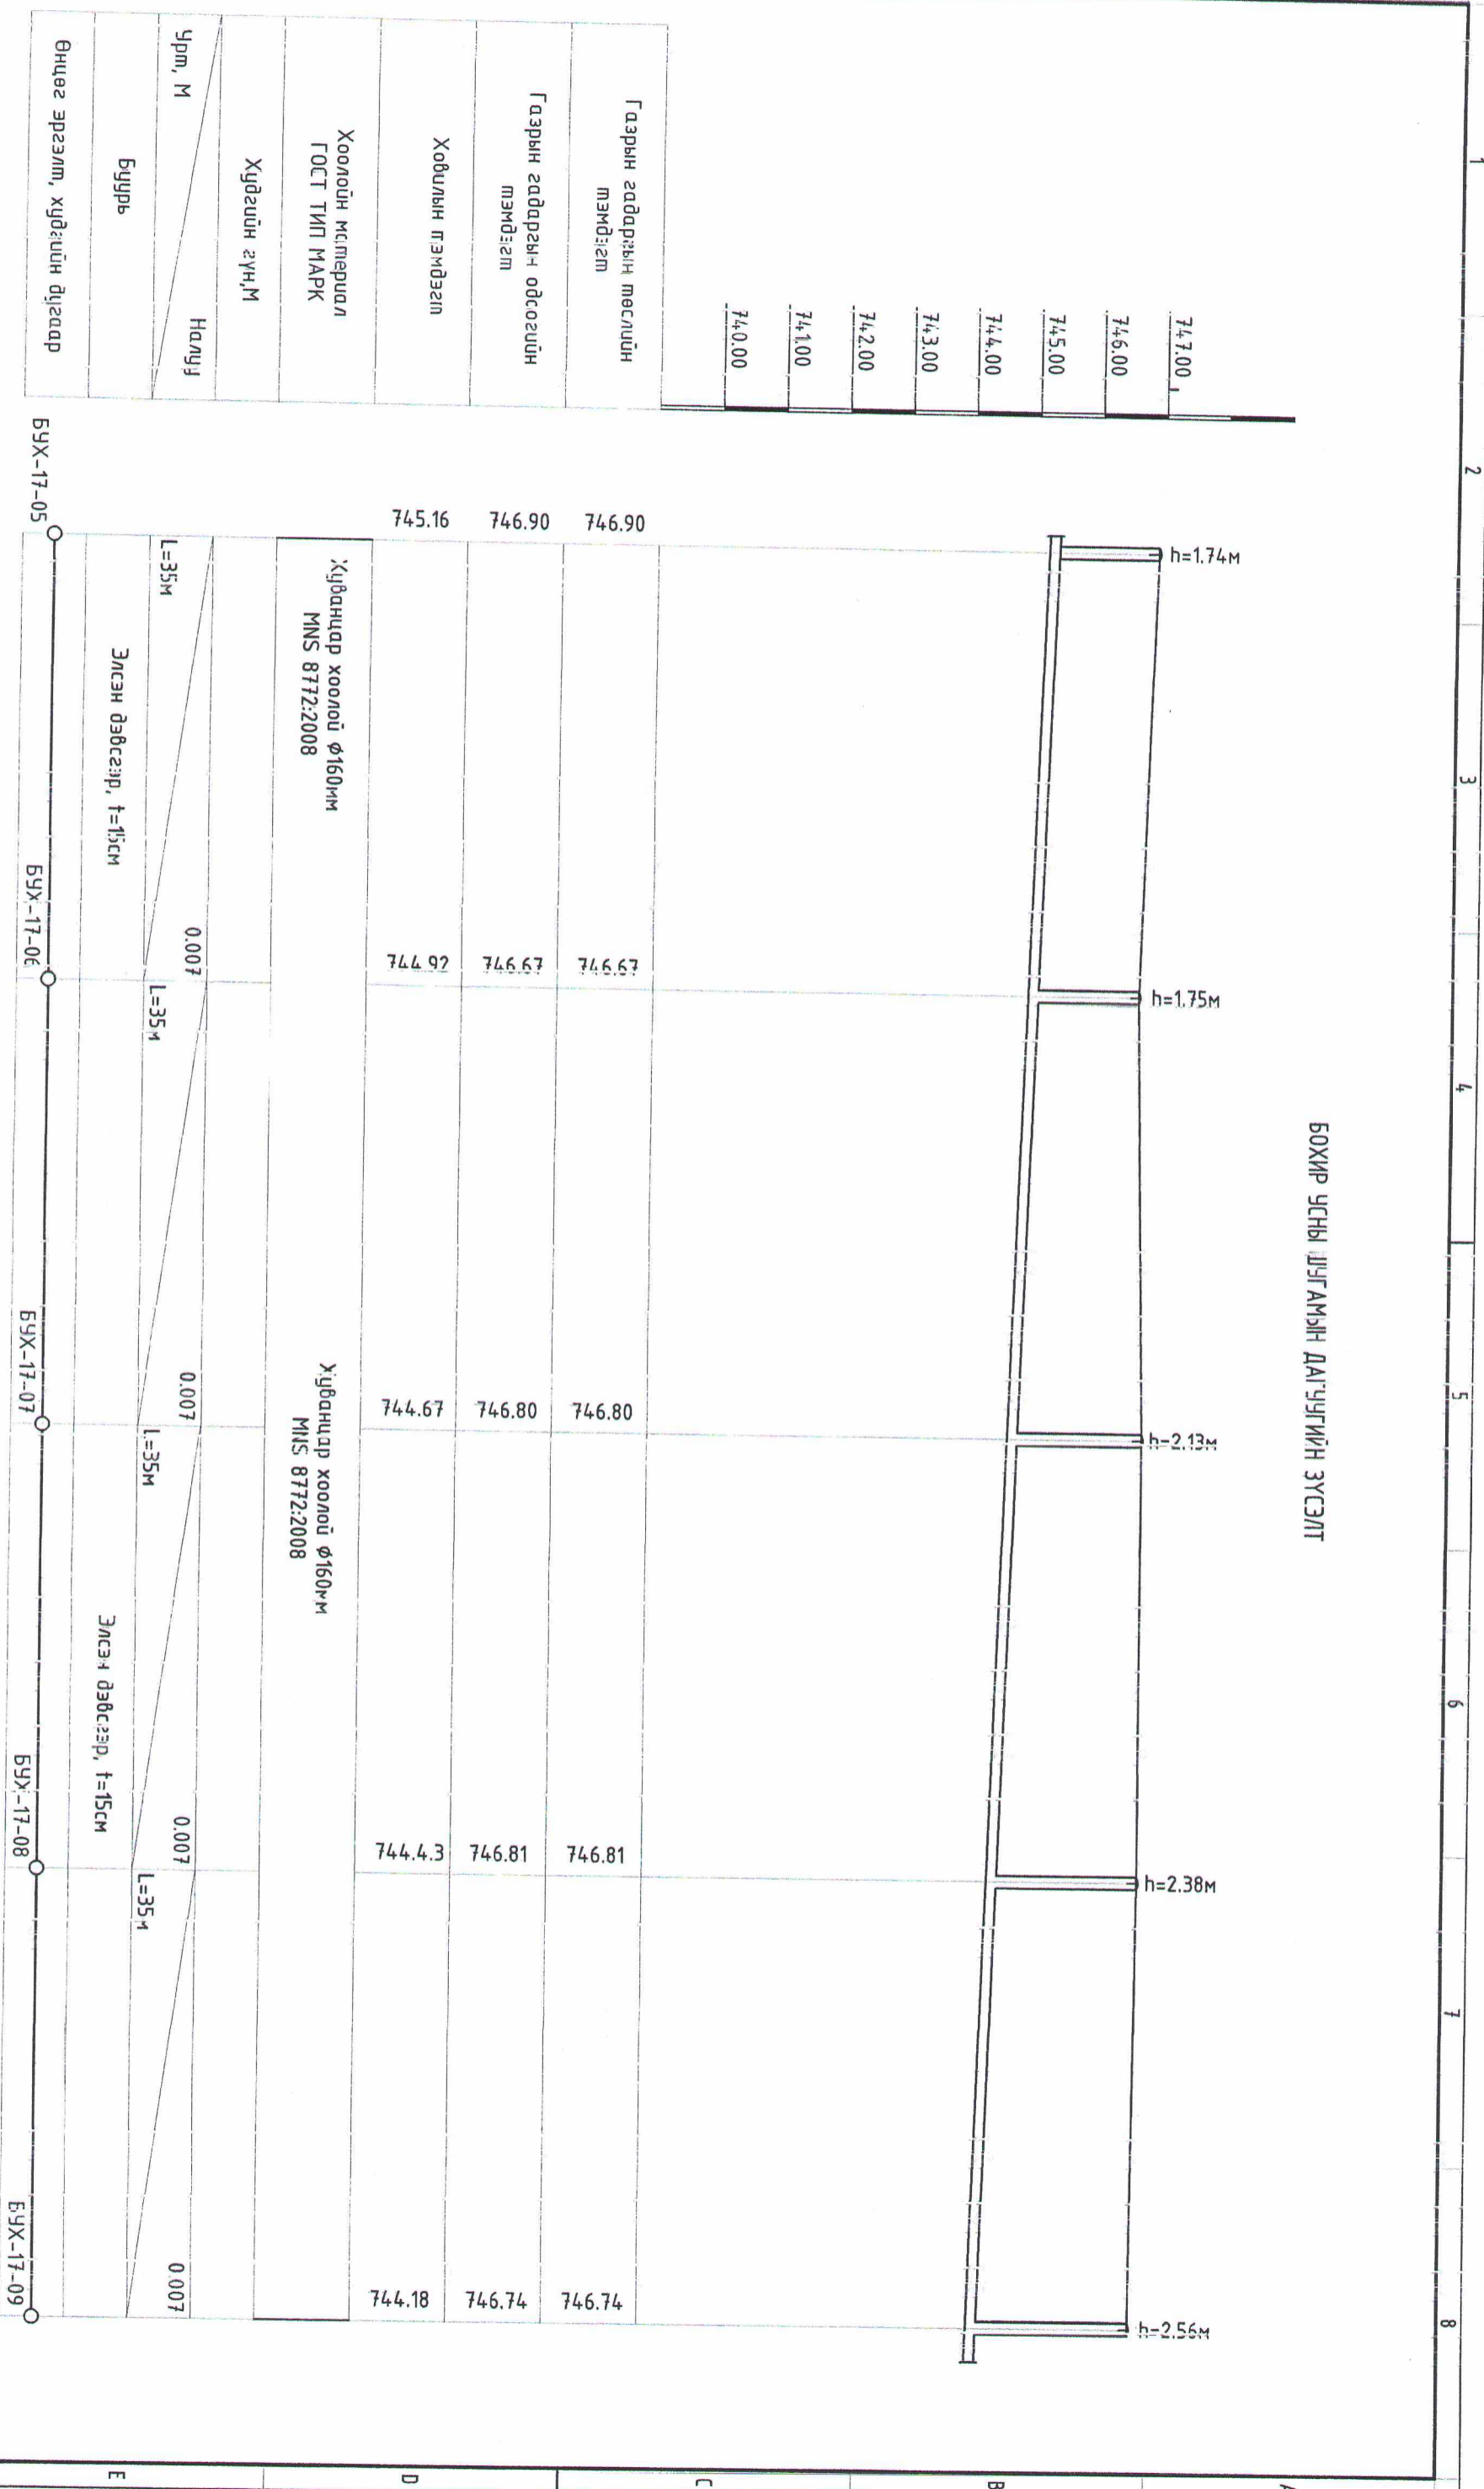 1
2
3
4
5
6
7
8
БОХИР УСНЫ ШУГАМЫН ДАГУУГИЙН ЗҮСЭЛТ
h=1.74м
h=1.75м
h=2.13м
h=2.38м
h=2.56м
747.00
746.00
745.00
744.00
743.00
742.00
741.00
740.00
Газрын гадаргын төслийн
тэмдэгт
746.90
746.67
746.80
746.81
746.74
Газрын гадаргын одоогийн
тэмдэгт
746.90
746.67
746.80
746.81
746.74
Ховилын тэмдэгт
745.16
744.92
744.67
744.43
744.18
Хоолойн материал
ГОСТ ТИП МАРК
Хуванцар хоолой ф160мм
MNS 8772:2008
Хуванцар хоолой ф160мм
MNS 8772:2008
Худгийн гүн,М
Урт, М
Налуу
L=35м
0.007
L=35м
0.007
L=35м
0.007
L=35м
0.007
Буурь
Элсэн дэвсгэр, t=15см
Элсэн дэвсгэр, t=15см
Өнцөг эргэлт, худгийн дугаар
БУХ-17-05
БУХ-17-06
БУХ-17-07
БУХ-17-08
БУХ-17-09
B
C
D
E